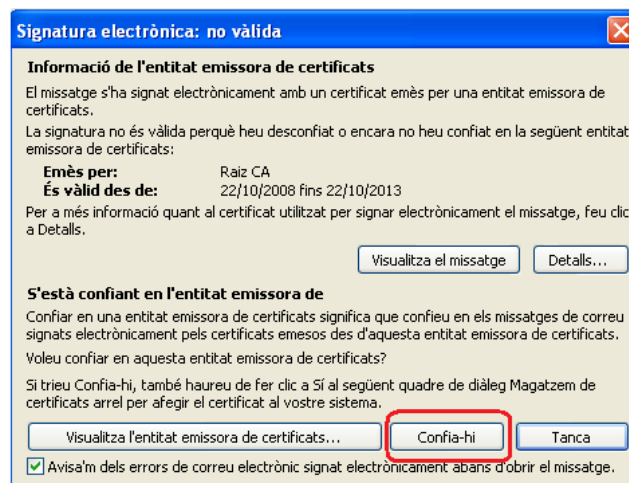 Signatura electrònica: no vàlida
Informació de l'entitat emissora de certificats
El missatge s'ha signat electrònicament amb un certificat emès per una entitat emissora de
certificats.
La signatura no és vàlida perquè heu desconfiat o encara no heu confiat en la següent entitat
emissora de certificats:
Emès per: Raiz CA
És vàlid des de: 22/10/2008 fins 22/10/2013
Per a més informació quant al certificat utilitzat per signar electrònicament el missatge, feu clic
a Detalls.
Visualitza el missatge Detalls...
S'està confiant en l'entitat emissora de
Confiar en una entitat emissora de certificats significa que confieu en els missatges de correu
signats electrònicament pels certificats emesos des d'aquesta entitat emissora de certificats.
Voleu confiar en aquesta entitat emissora de certificats?
Si trieu Confia-hi, també haureu de fer clic a Sí al següent quadre de diàleg Magatzem de
certificats arrel per afegir el certificat al vostre sistema.
Visualitza l'entitat emissora de certificats... Confia-hi Tanca
Avisa'm dels errors de correu electrònic signat electrònicament abans d'obrir el missatge.